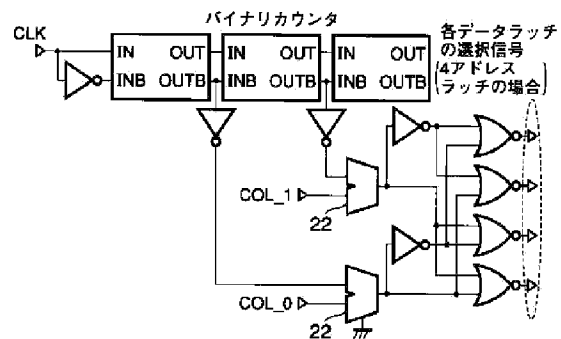 バイナリカウンタ
CLK
IN OUT IN OUT IN OUT
INB OUTB INB OUTB INB OUTB
各データラッチ
の選択信号
(4アドレス
ラッチの場合)
COL_1
22
COL_0
22